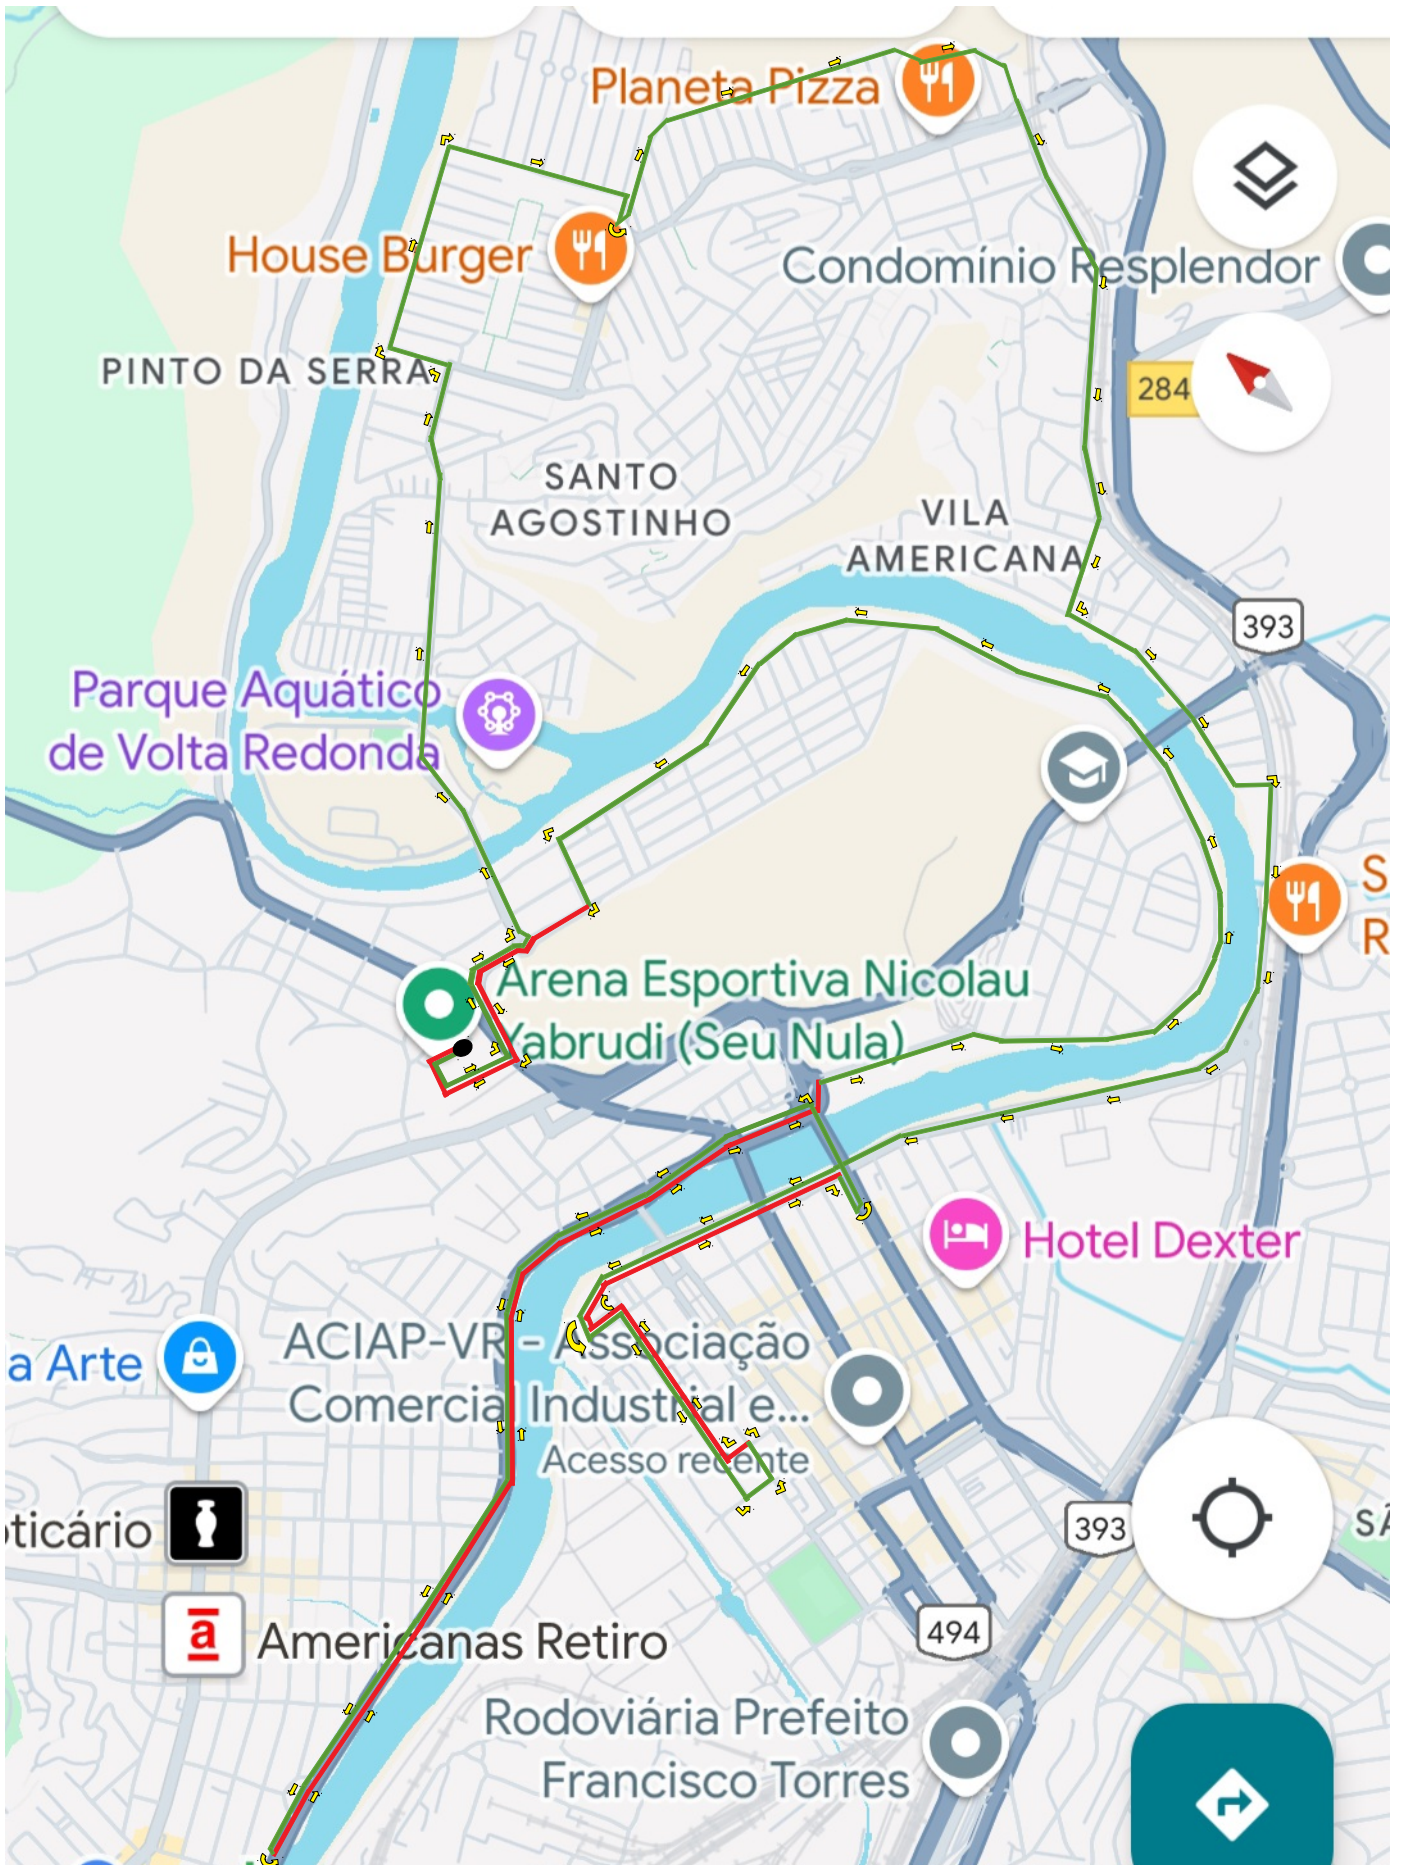 Planeta Pizza
House Burger
Condomínio Resplendor
PINTO DA SERRA
284
SANTO
AGOSTINHO
VILA
AMERICANA
393
Parque Aquático
de Volta Redonda
S
R
Arena Esportiva Nicolau
Yabrudi (Seu Nula)
Hotel Dexter
ACIAP-VR - Associação
Comercial Industrial e...
Acesso recente
a Arte
oticário
393
SÃ
a
Americanas Retiro
494
Rodoviária Prefeito
Francisco Torres